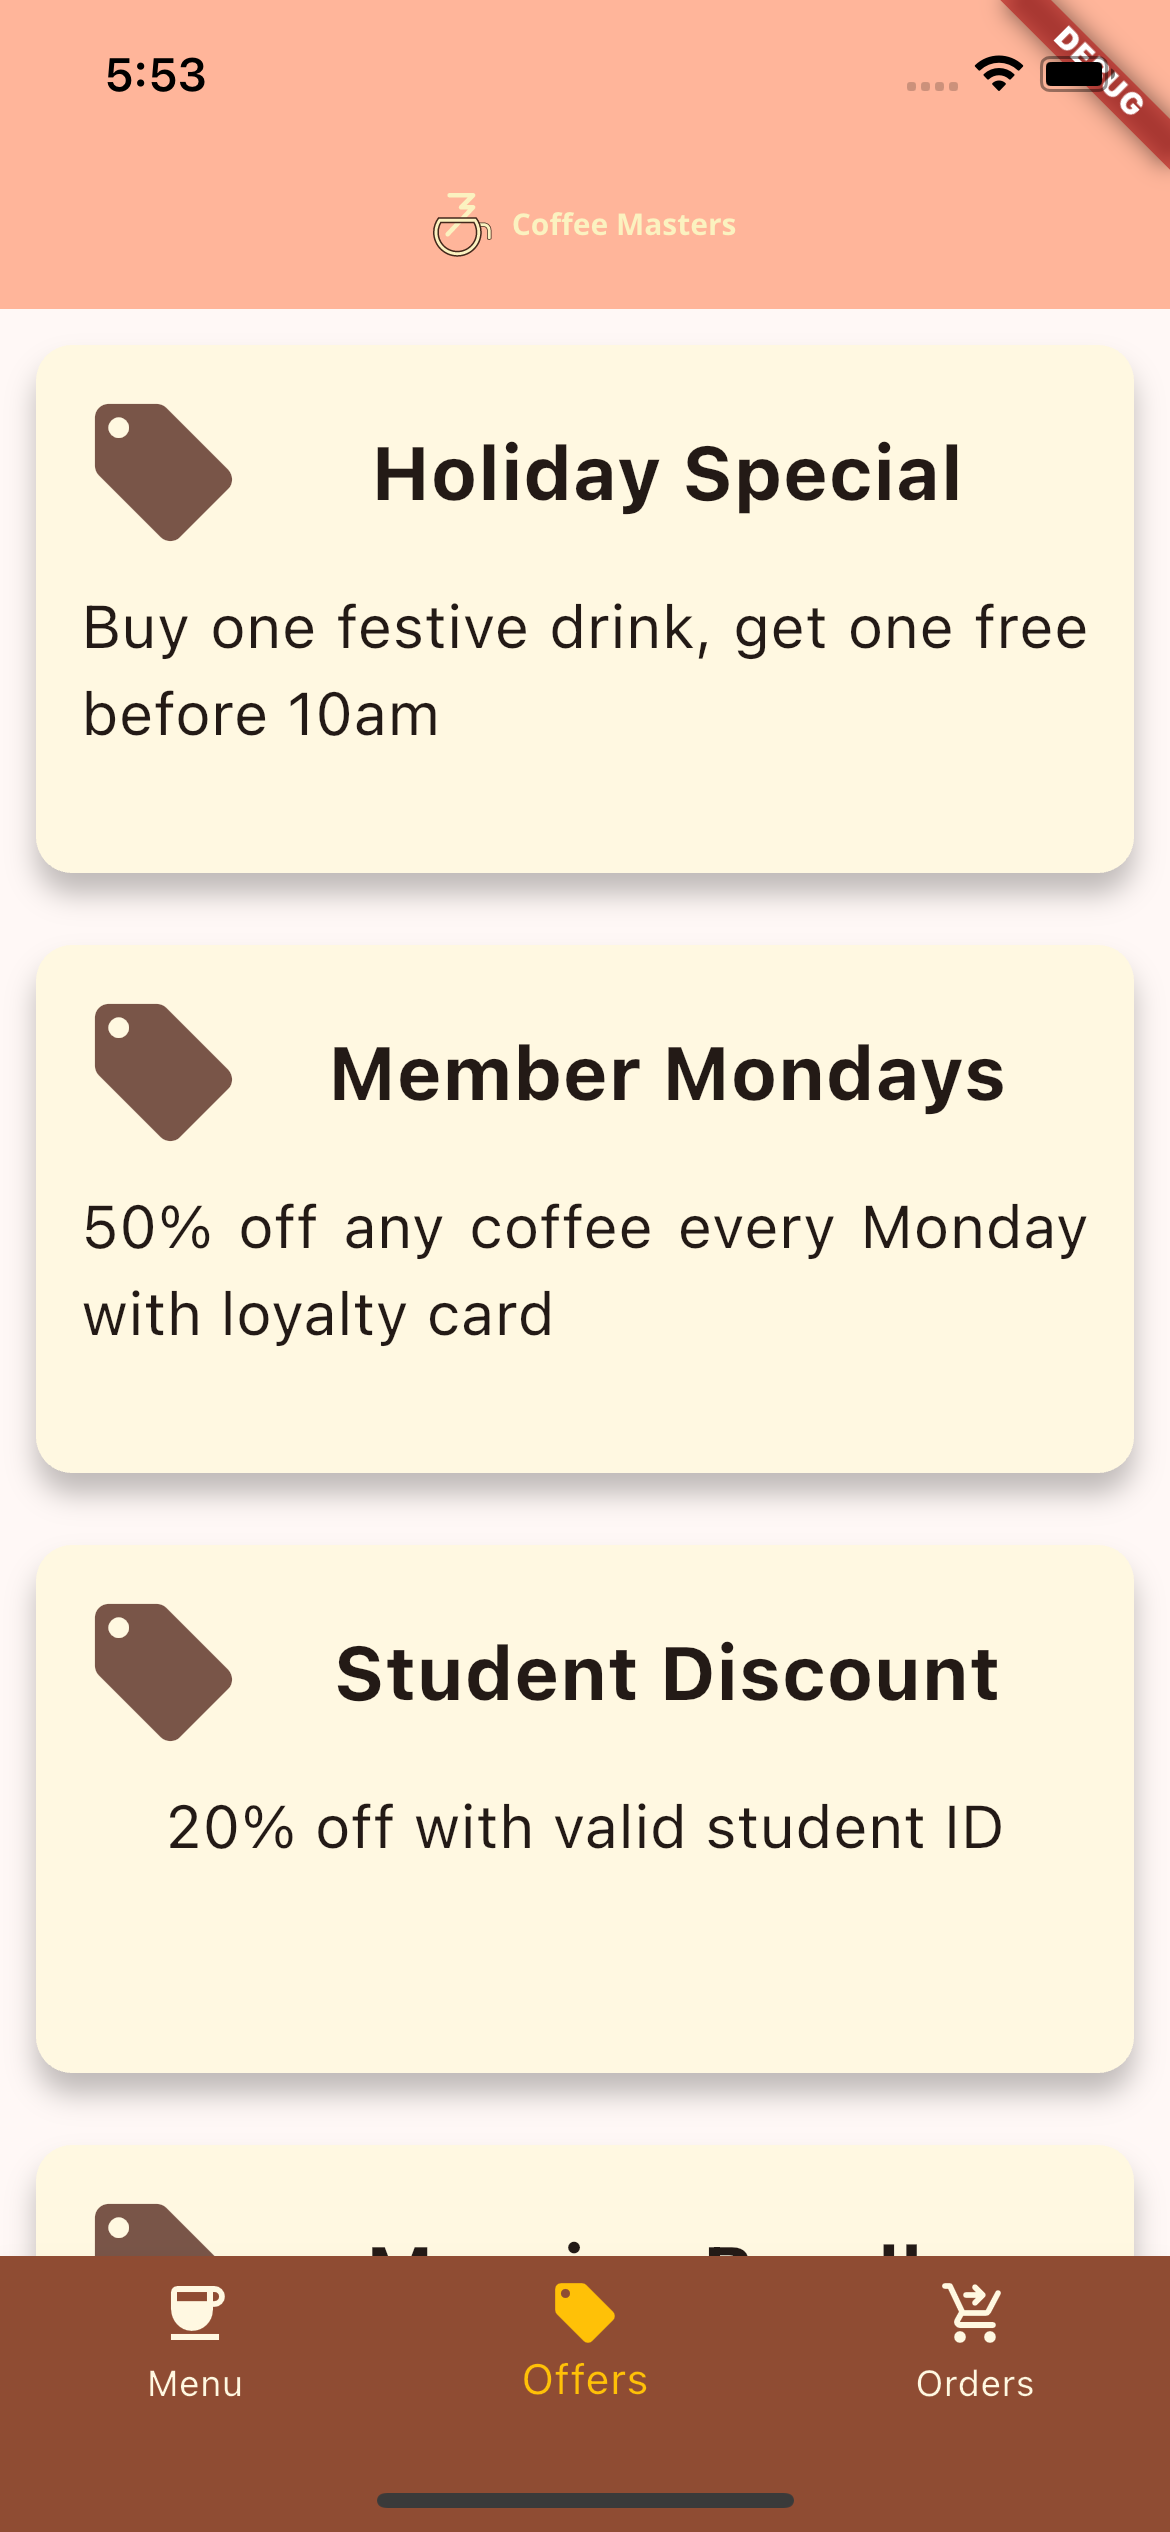 5:53
DEBUG
Coffee Masters
Holiday Special
Buy one festive drink, get one free
before 10am
Member Mondays
50% off any coffee every Monday
with loyalty card
Student Discount
20% off with valid student ID
Menu
Offers
Orders